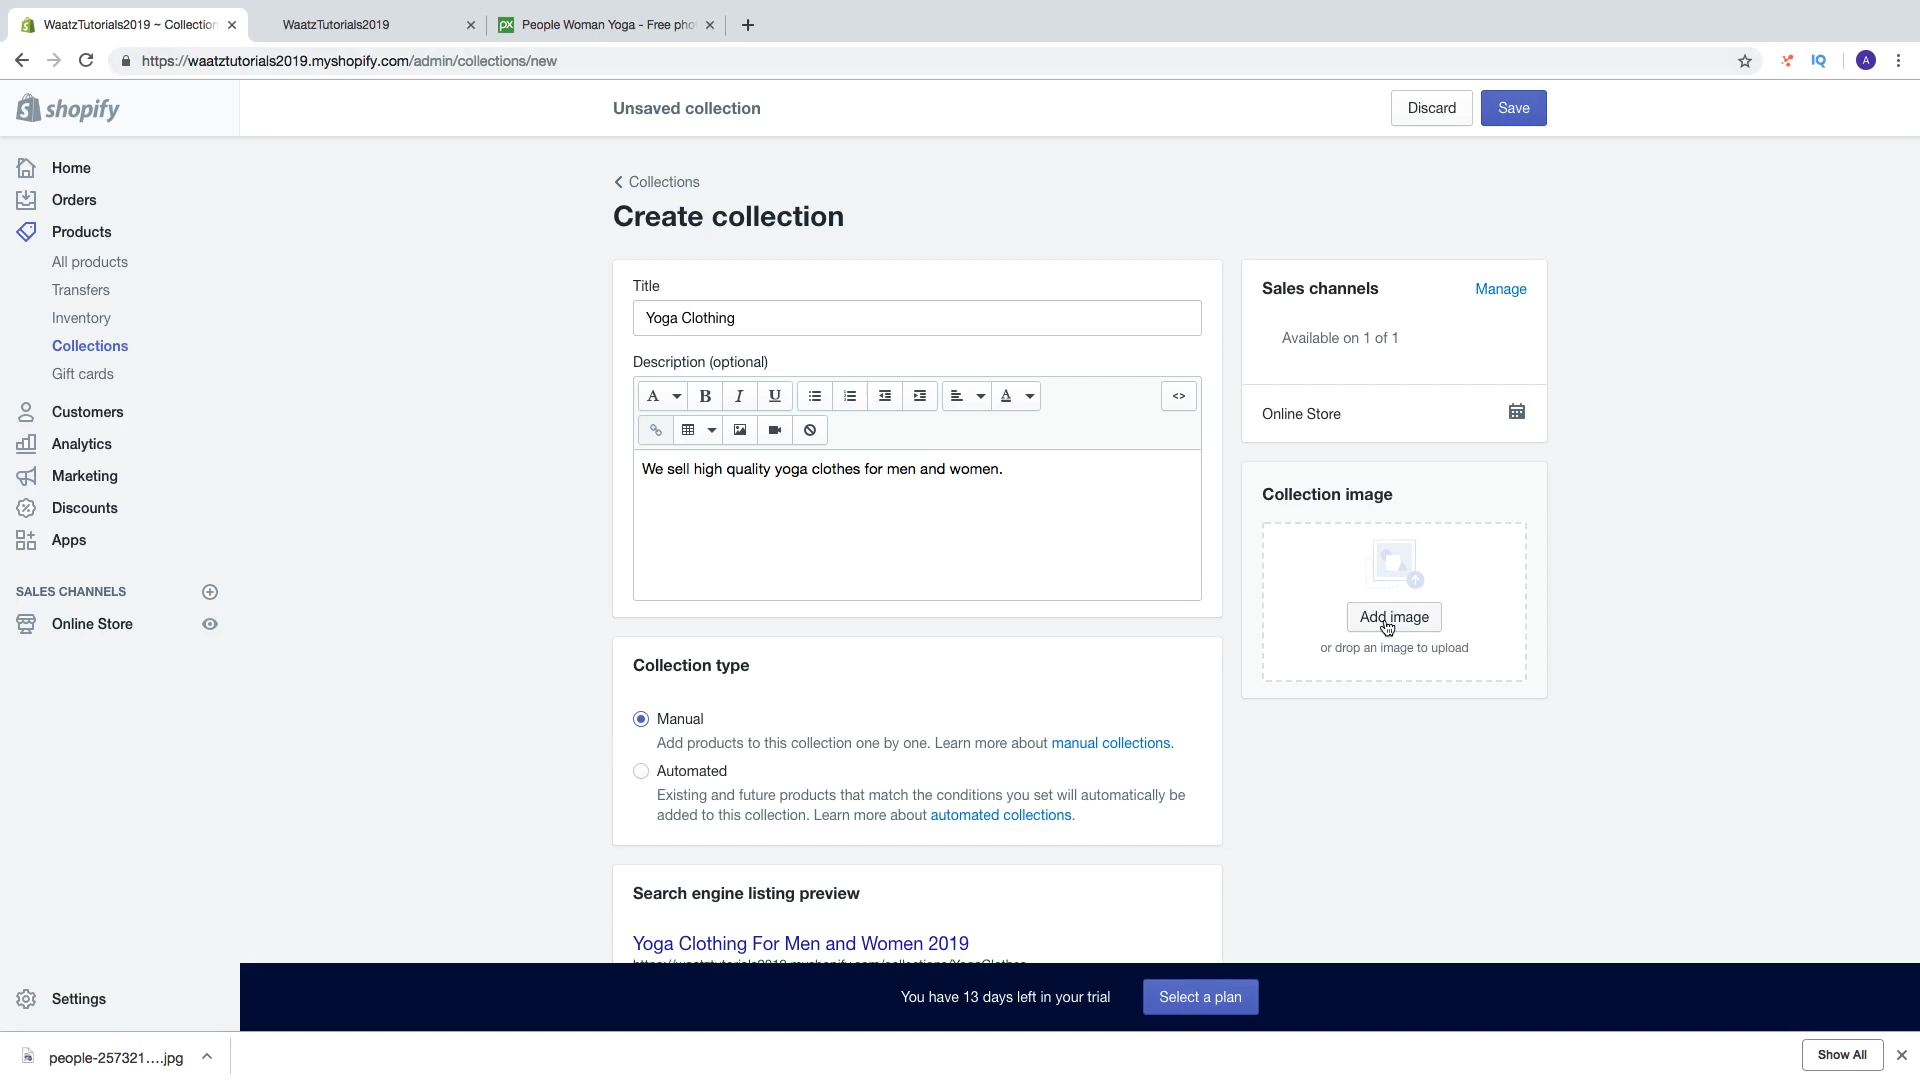 WaatzTutorials2019 ~ Collection
WaatzTutorials2019
People Woman Yoga - Free pho
https://waatztutorials2019.myshopify.com/admin/collections/new
IQ
A
shopify
Unsaved collection
Discard
Save
Home
Orders
Products
All products
Transfers
Inventory
Collections
Gift cards
Customers
Analytics
Marketing
Discounts
Apps
SALES CHANNELS
Online Store
Settings
Collections
Create collection
Title
Yoga Clothing
Description (optional)
A B I U A <>
We sell high quality yoga clothes for men and women.
Collection type
Manual
Add products to this collection one by one. Learn more about manual collections.
Automated
Existing and future products that match the conditions you set will automatically be
added to this collection. Learn more about automated collections.
Search engine listing preview
Yoga Clothing For Men and Women 2019
https://waatztutorials2019.myshopify.com/collections/YogaClothes
Sales channels
Manage
Available on 1 of 1
Online Store
Collection image
Add image
or drop an image to upload
You have 13 days left in your trial
Select a plan
people-257321....jpg
Show All